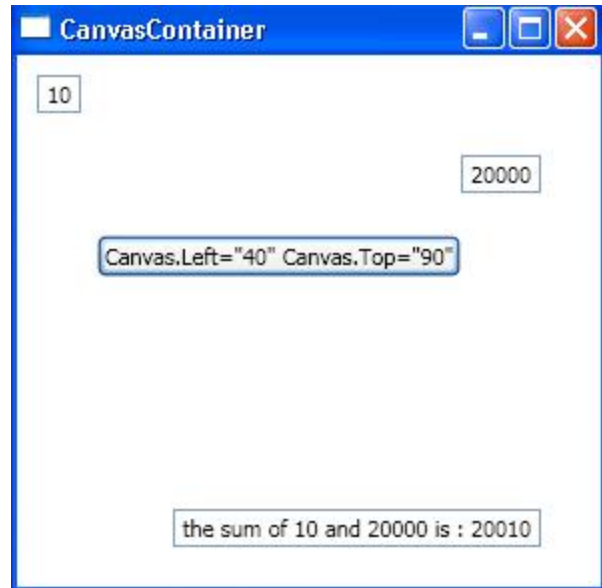 CanvasContainer
10
20000
Canvas.Left="40" Canvas.Top="90"
the sum of 10 and 20000 is : 20010